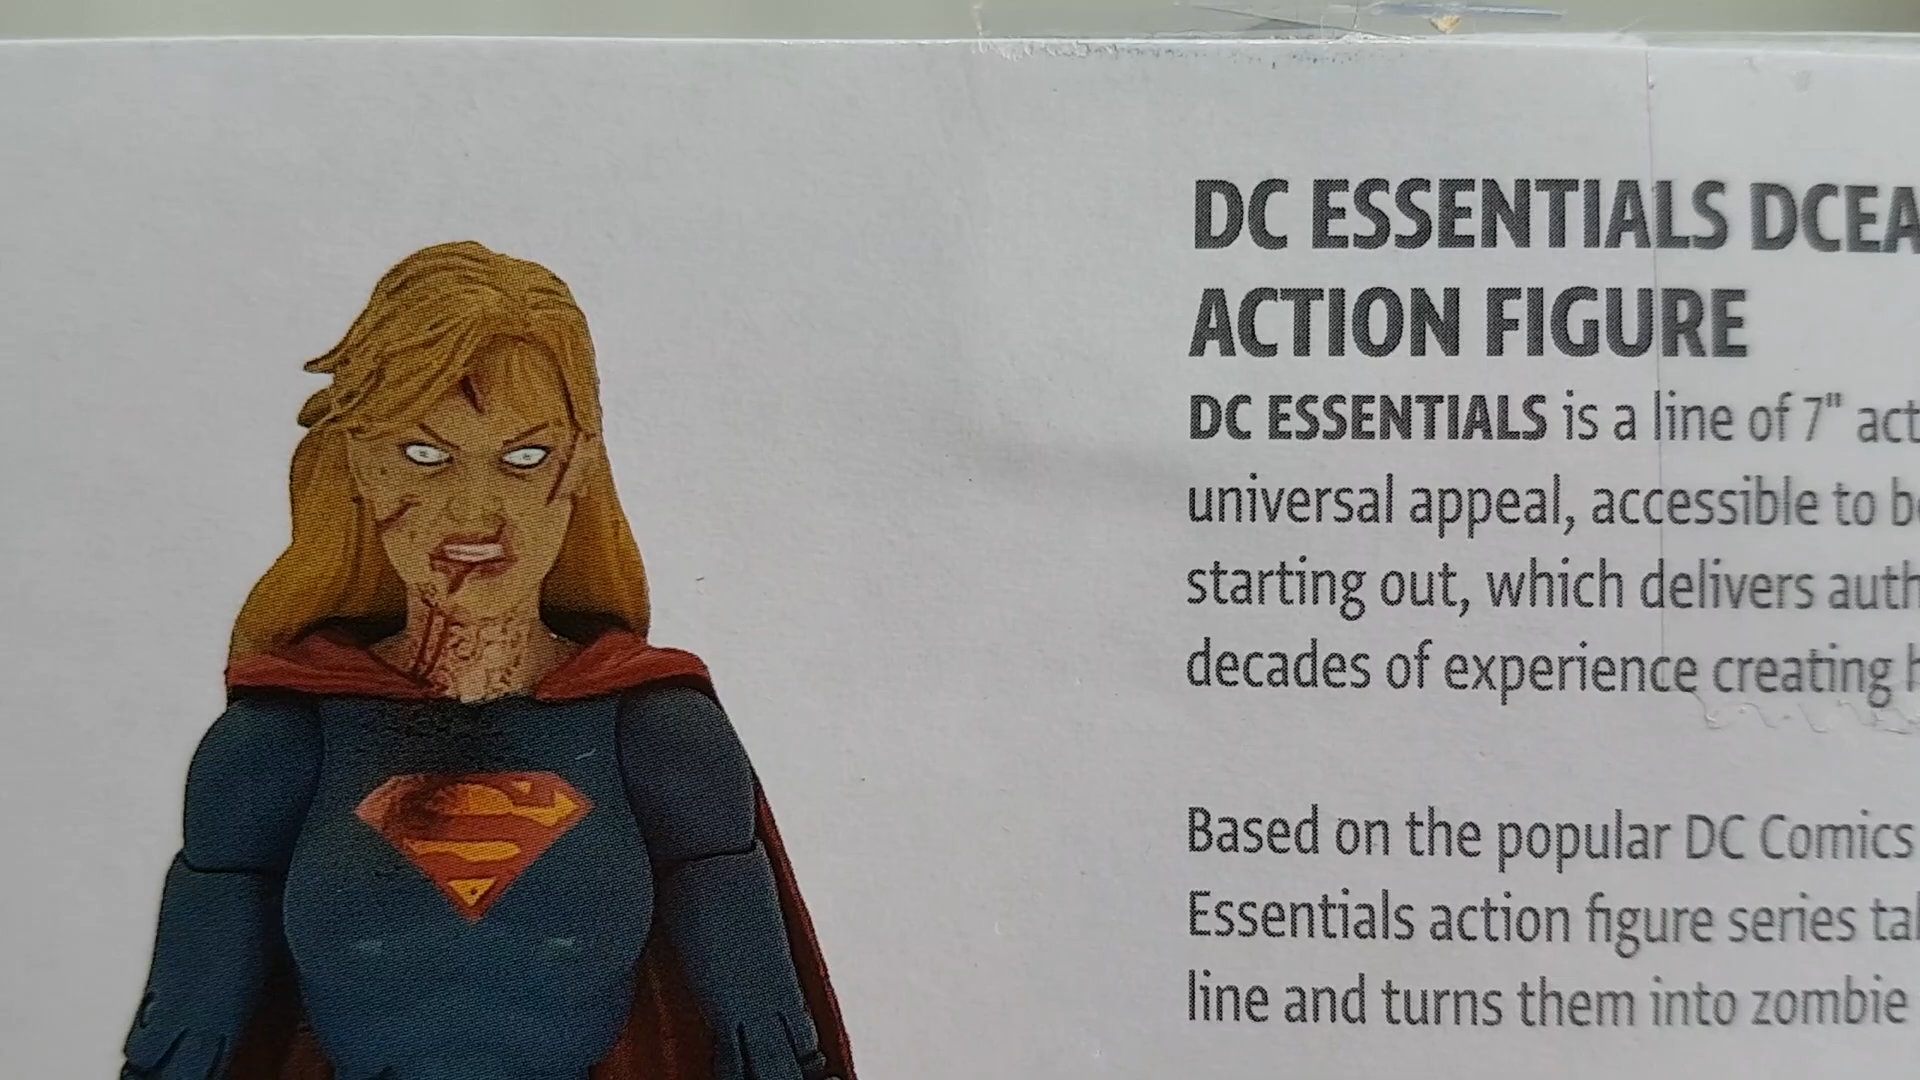 DC ESSENTIALS DCEA
ACTION FIGURE
DC ESSENTIALS is a line of 7" act
universal appeal, accessible to b
starting out, which delivers auth
decades of experience creating
Based on the popular DC Comics
Essentials action figure series tal
line and turns them into zombie
S